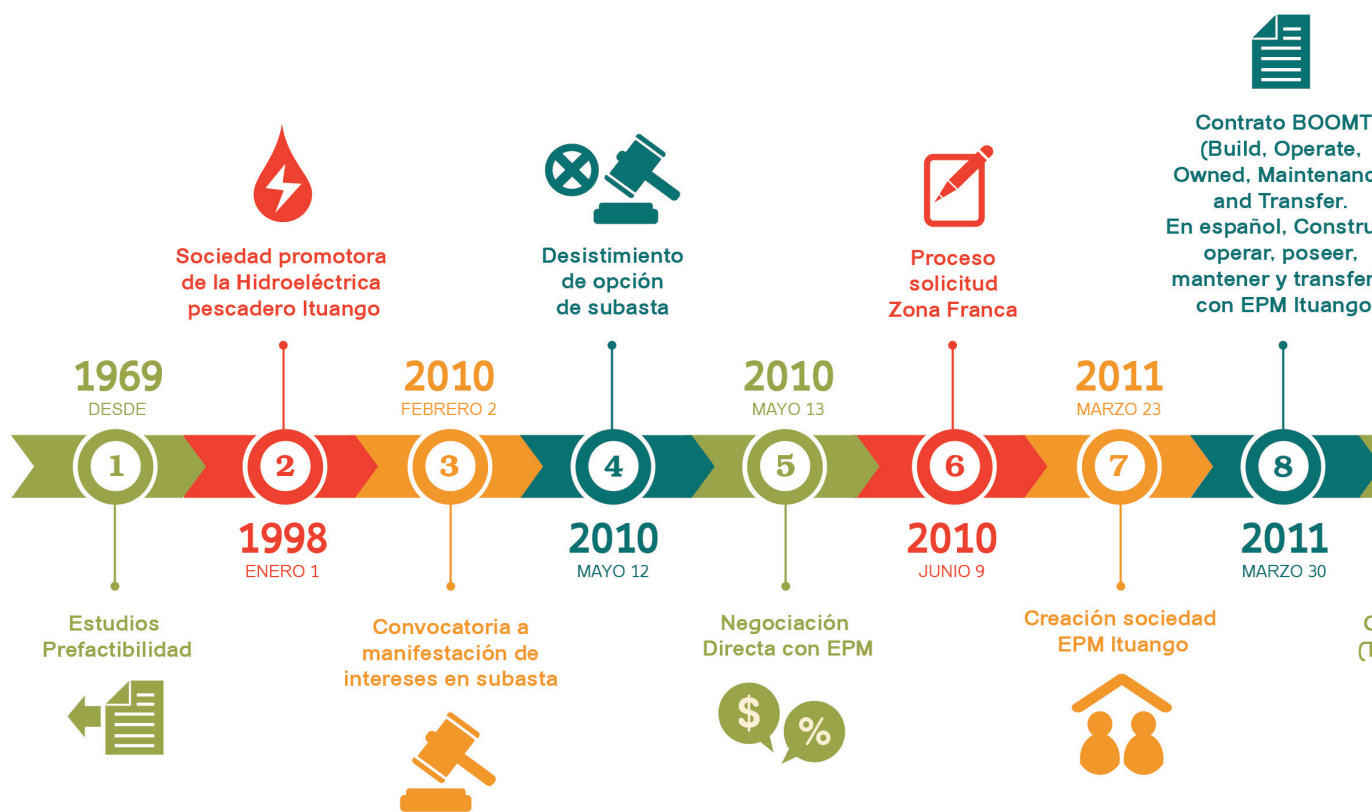 1969
DESDE
1
Estudios
Prefactibilidad
Sociedad promotora
de la Hidroeléctrica
pescadero Ituango
2
1998
ENERO 1
2010
FEBRERO 2
3
Convocatoria a
manifestación de
intereses en subasta
Desistimiento
de opción
de subasta
4
2010
MAYO 12
2010
MAYO 13
5
Negociación
Directa con EPM
$
%
Proceso
solicitud
Zona Franca
6
2010
JUNIO 9
2011
MARZO 23
7
Creación sociedad
EPM Ituango
Contrato BOOMT
(Build, Operate,
Owned, Maintenanc
and Transfer.
En español, Constru
operar, poseer,
mantener y transfer
con EPM Ituango
8
2011
MARZO 30